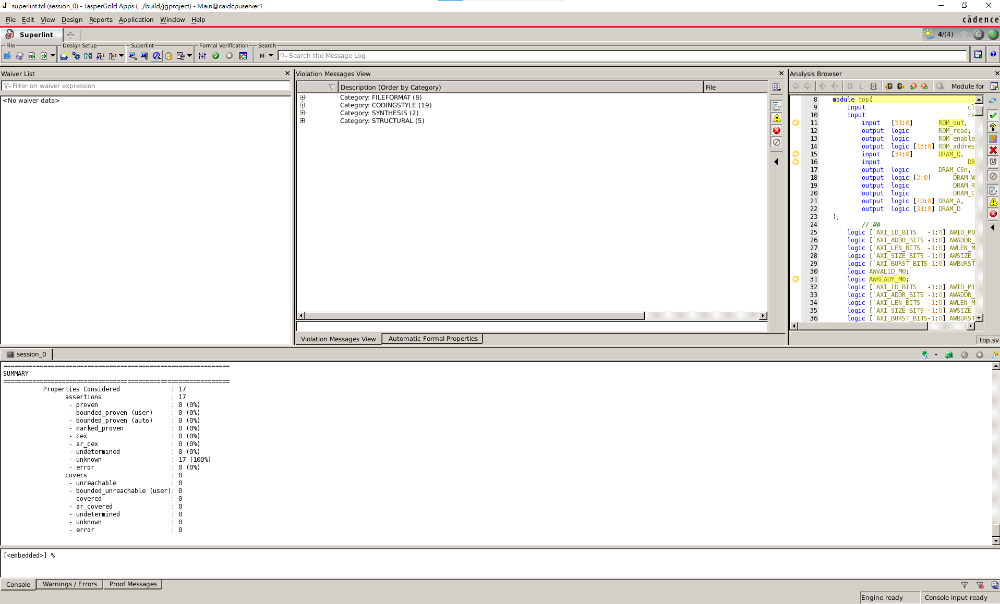 superlint.tcl (session_0) - JasperGold Apps (.../build/jgproject) - Main@caidcpuserver1
File Edit View Design Reports Application Window Help
cādence
Superlint
4/(4)
File Design Setup Superlint Formal Verification Search
M Search the Message Log
Waiver List
Filter on waiver expression
<No waiver data>
Violation Messages View
Description (Order by Category) File
Category: FILEFORMAT (8)
Category: CODINGSTYLE (19)
Category: SYNTHESIS (2)
Category: STRUCTURAL (5)
Violation Messages View Automatic Formal Properties
Analysis Browser
D L Module for
8 module top(
9 input cl
10 input rs
11 input [31:0] ROM_out,
12 output logic ROM_read,
13 output logic ROM_enable
14 output logic [13:0] ROM_addres
15 input [31:0] DRAM_Q,
16 input DR
17 output logic DRAM_CSn,
18 output logic [3:0] DRAM_W
19 output logic DRAM_R
20 output logic DRAM_C
21 output logic [10:0] DRAM_A,
22 output logic [31:0] DRAM_D
23 );
24 // AW
25 logic [`AXI_ID_BITS -1:0] AWID_M0
26 logic [`AXI_ADDR_BITS -1:0] AWADDR_
27 logic [`AXI_LEN_BITS -1:0] AWLEN_M
28 logic [`AXI_SIZE_BITS -1:0] AWSIZE_
29 logic [`AXI_BURST_BITS-1:0] AWBURST
30 logic AWVALID_M0;
31 logic AWREADY_M0;
32 logic [`AXI_ID_BITS -1:0] AWID_M1
33 logic [`AXI_ADDR_BITS -1:0] AWADDR_
34 logic [`AXI_LEN_BITS -1:0] AWLEN_M
35 logic [`AXI_SIZE_BITS -1:0] AWSIZE_
36 logic [`AXI_BURST_BITS-1:0] AWBURST
top.sv
session_0
==============================================================
SUMMARY
==============================================================
Properties Considered : 17
assertions : 17
- proven : 0 (0%)
- bounded_proven (user) : 0 (0%)
- bounded_proven (auto) : 0 (0%)
- marked_proven : 0 (0%)
- cex : 0 (0%)
- ar_cex : 0 (0%)
- undetermined : 0 (0%)
- unknown : 17 (100%)
- error : 0 (0%)
covers : 0
- unreachable : 0
- bounded_unreachable (user): 0
- covered : 0
- ar_covered : 0
- undetermined : 0
- unknown : 0
- error : 0
[<embedded>] %
Console Warnings / Errors Proof Messages
Engine ready Console input ready